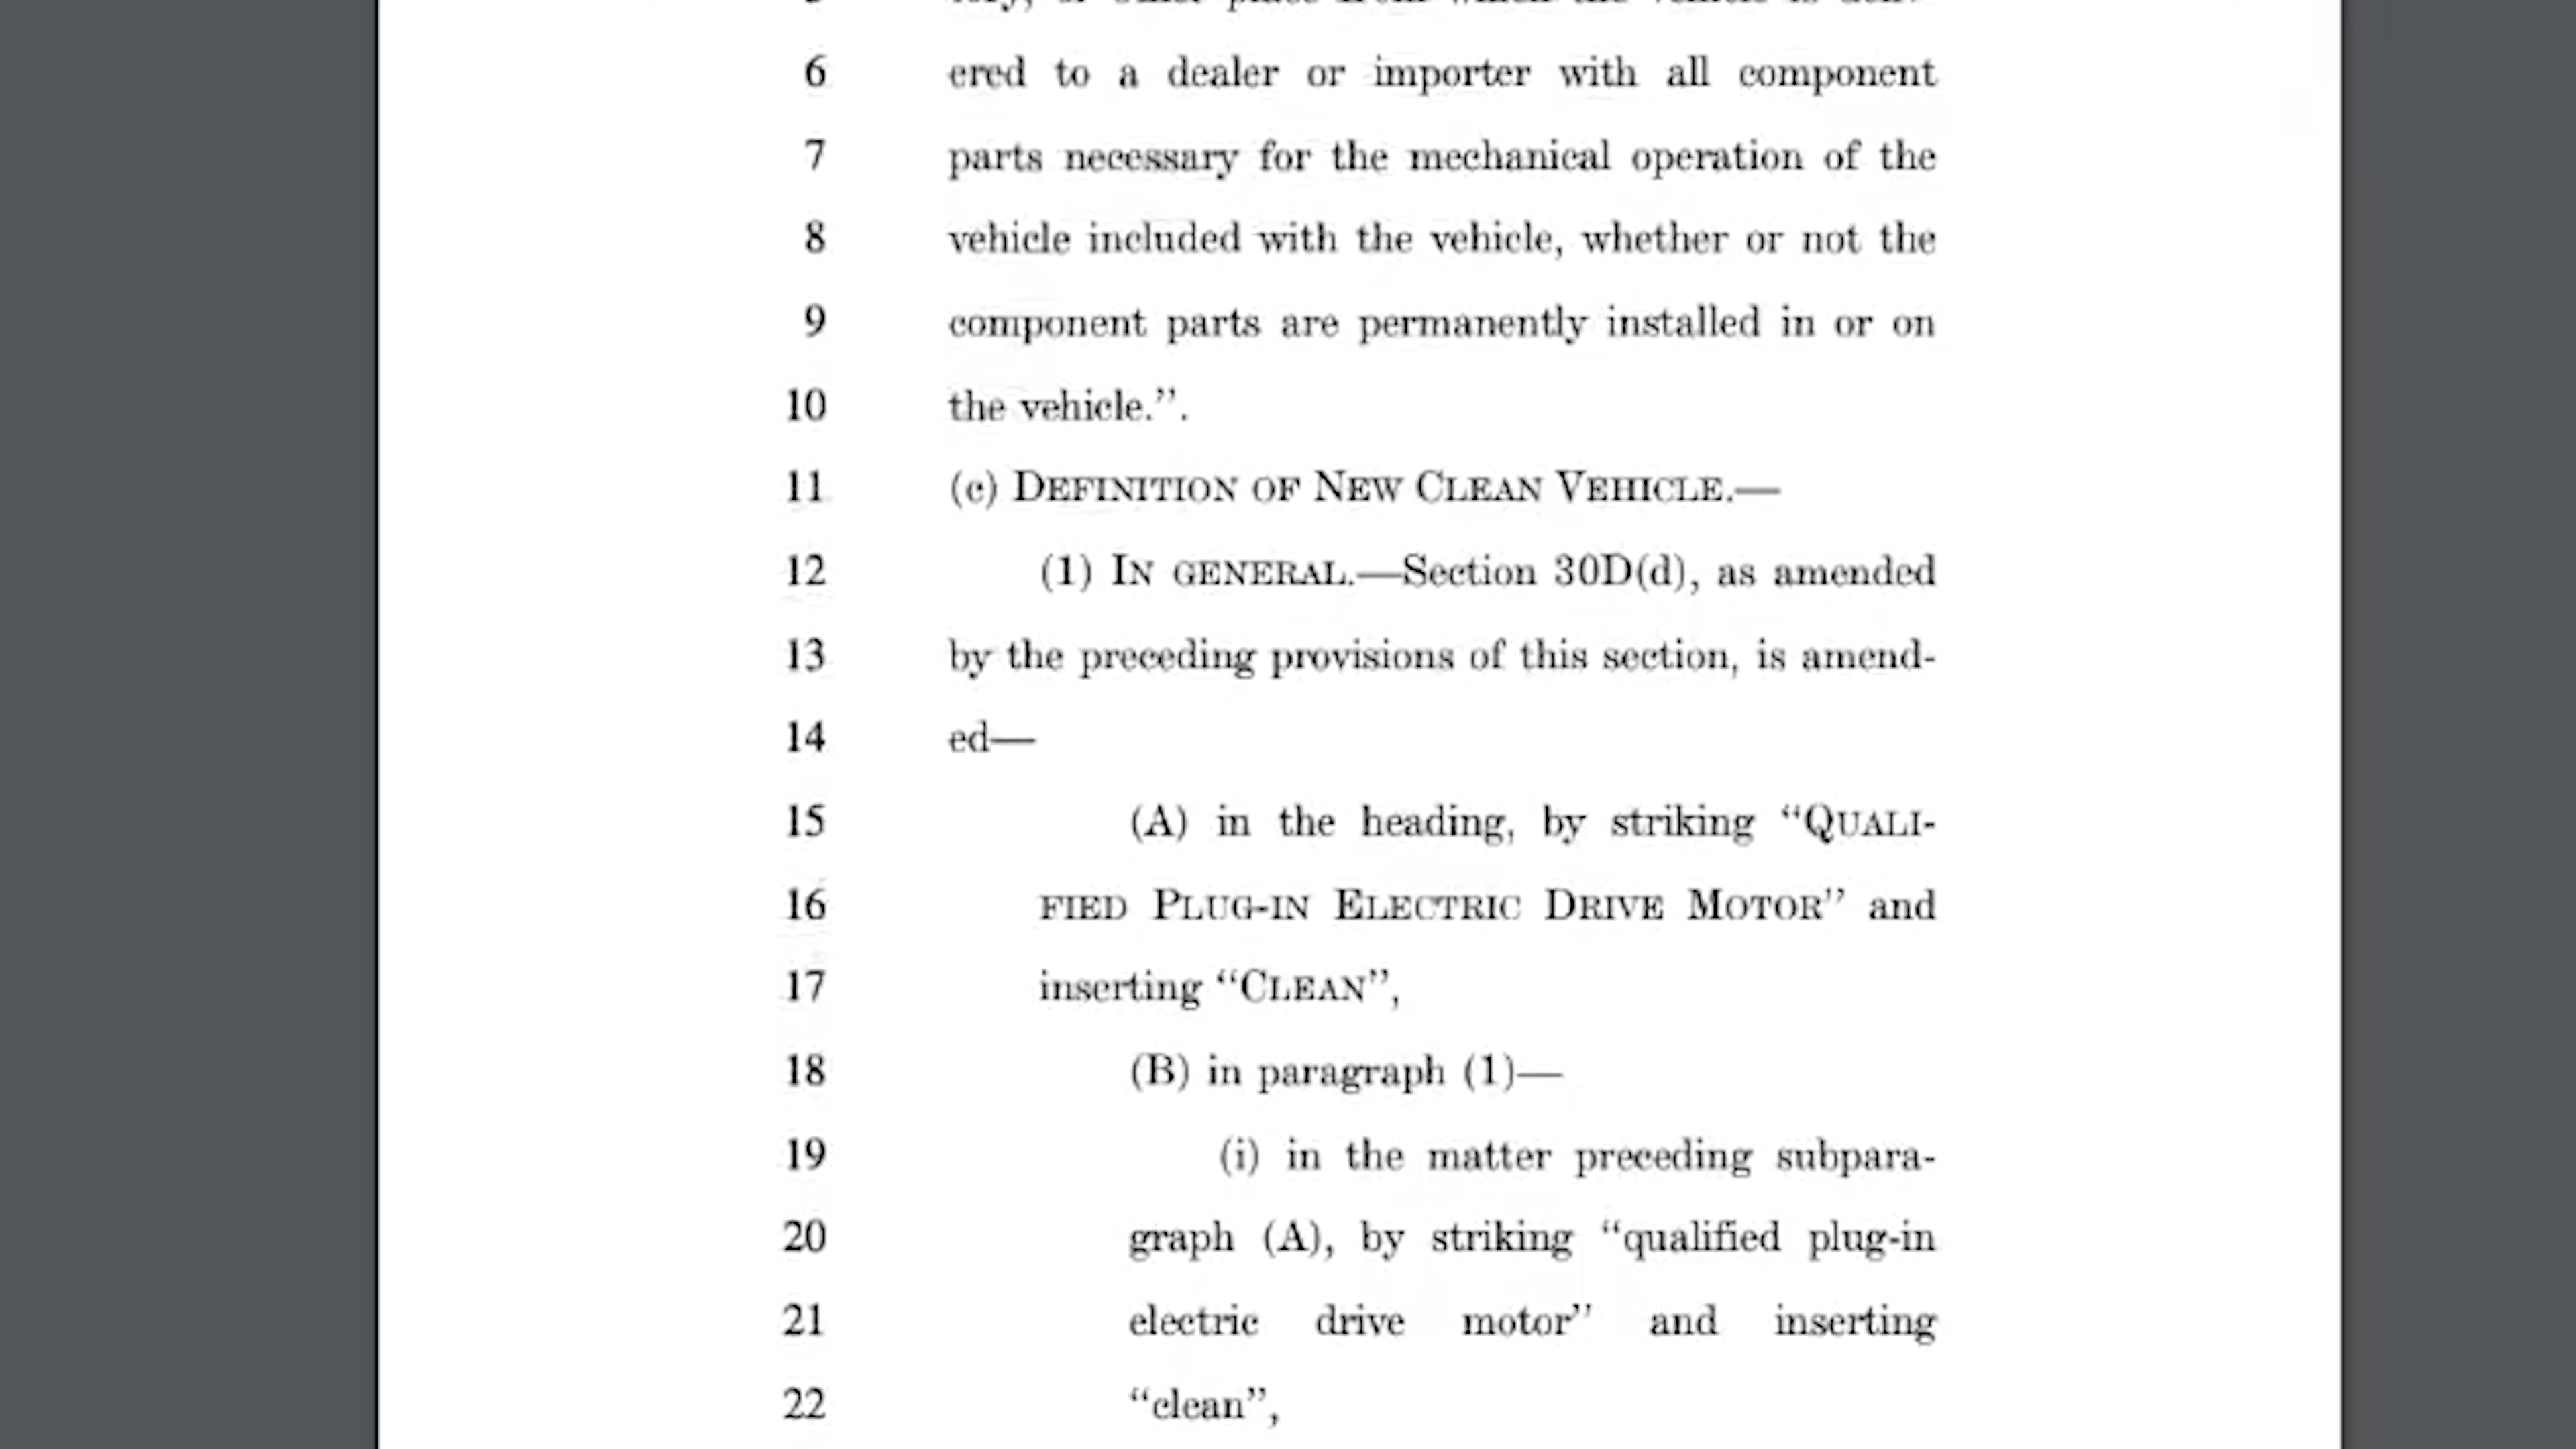 6 ered to a dealer or importer with all component
7 parts necessary for the mechanical operation of the
8 vehicle included with the vehicle, whether or not the
9 component parts are permanently installed in or on
10 the vehicle.”.
11 (c) DEFINITION OF NEW CLEAN VEHICLE.—
12 (1) IN GENERAL.—Section 30D(d), as amended
13 by the preceding provisions of this section, is amend-
14 ed—
15 (A) in the heading, by striking “QUALI-
16 FIED PLUG-IN ELECTRIC DRIVE MOTOR” and
17 inserting “CLEAN”,
18 (B) in paragraph (1)—
19 (i) in the matter preceding subpara-
20 graph (A), by striking “qualified plug-in
21 electric drive motor” and inserting
22 “clean”,